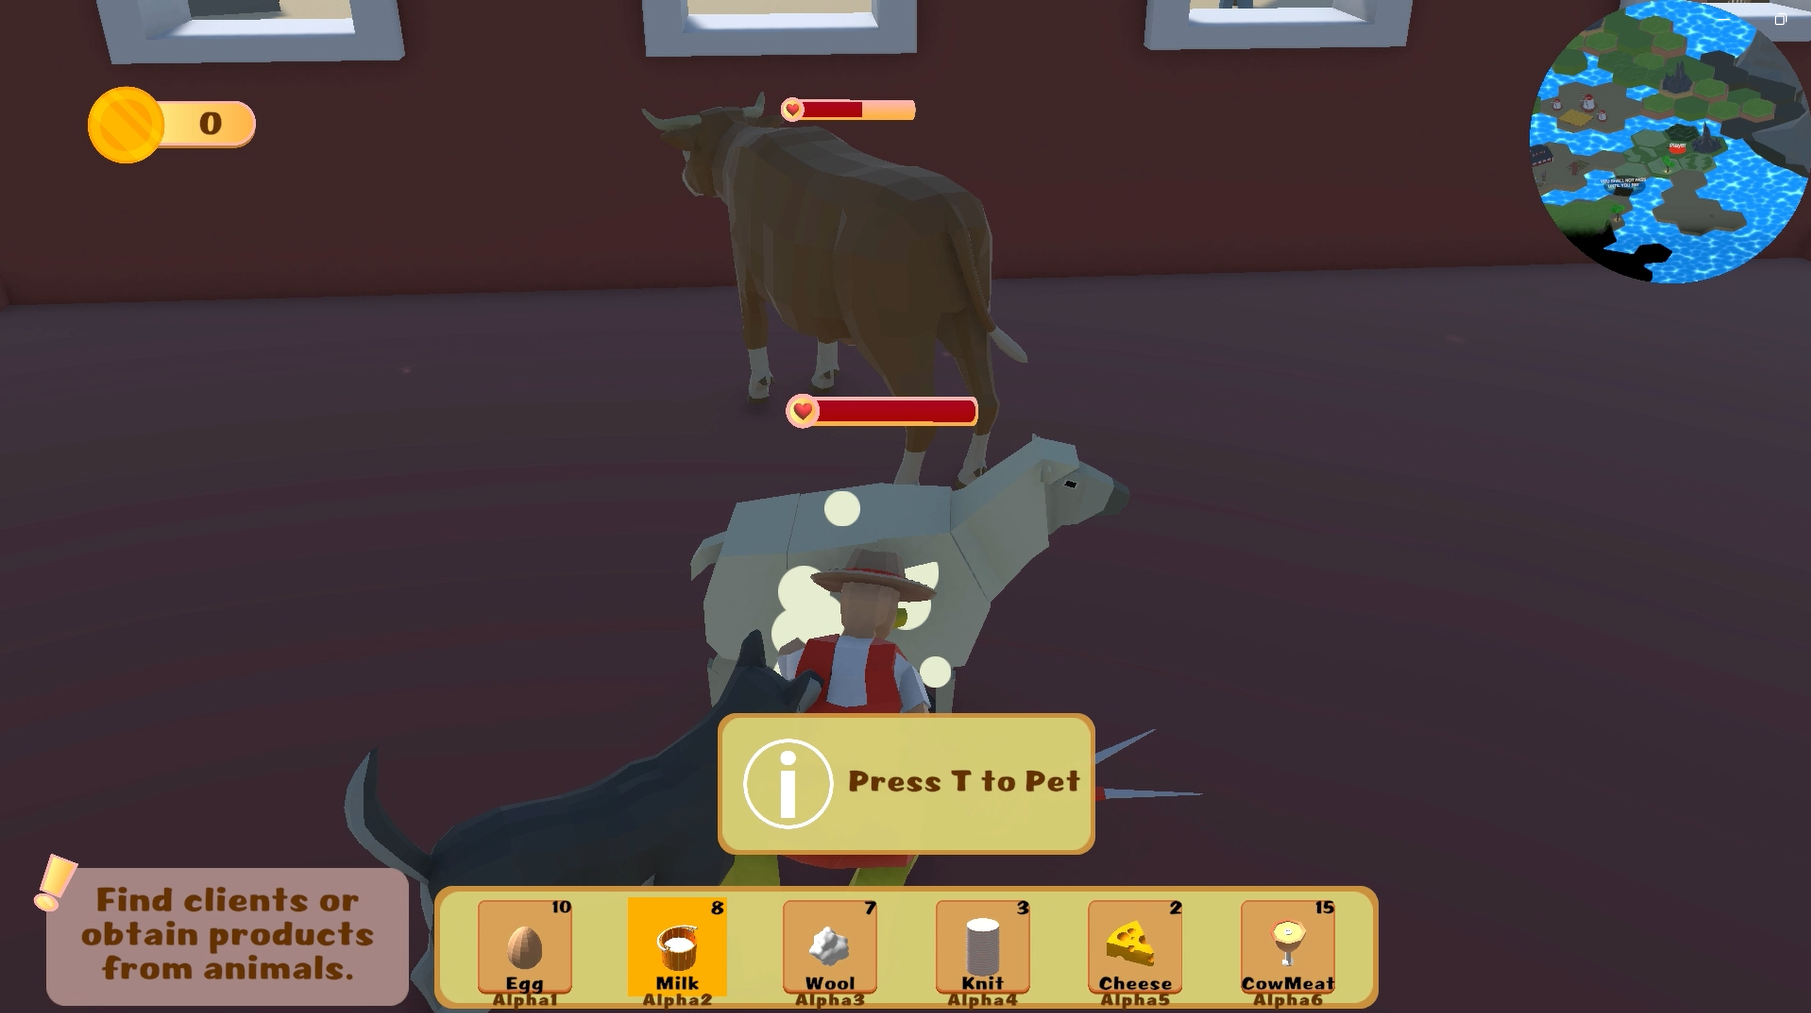 0
Player
Press T to Pet
Find clients or
obtain products
from animals.
10
8
7
3
2
15
Egg
Milk
Wool
Knit
Cheese
CowMeat
Alpha1
Alpha2
Alpha3
Alpha4
Alpha5
Alpha6